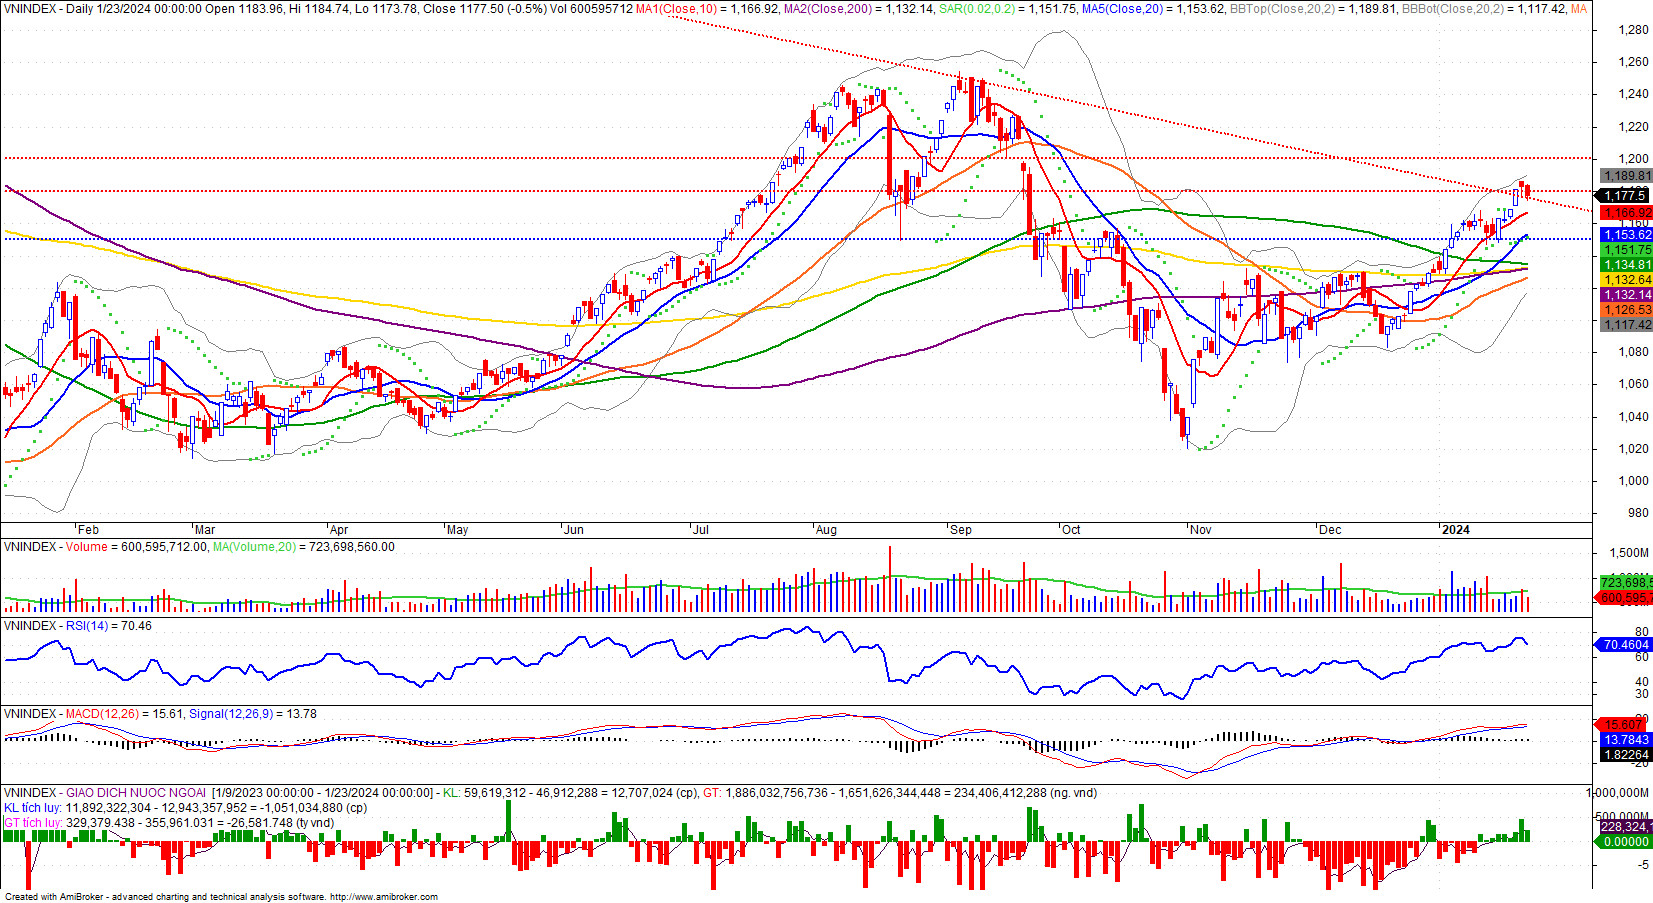 VNINDEX - Daily 1/23/2024 00:00:00 Open 1183.96, Hi 1184.74, Lo 1173.78, Close 1177.50 (-0.5%) Vol 600595712 MA1(Close,10) = 1,166.92, MA2(Close,200) = 1,132.14, SAR(0.02,0.2) = 1,151.75, MA5(Close,20) = 1,153.62, BBTop(Close,20,2) = 1,189.81, BBBot(Close,20,2) = 1,117.42, MA
1,280
1,260
1,240
1,220
1,200
1,189.81
1,177.5
1,166.92
1,153.62
1,151.75
1,134.81
1,132.64
1,132.14
1,126.53
1,117.42
1,080
1,060
1,040
1,020
1,000
980
Feb Mar Apr May Jun Jul Aug Sep Oct Nov Dec 2024
VNINDEX - Volume = 600,595,712.00, MA(Volume,20) = 723,698,560.00
1,500M
723,698,5
600,595,7
VNINDEX - RSI(14) = 70.46
80
70.4604
60
40
30
VNINDEX - MACD(12,26) = 15.61, Signal(12,26,9) = 13.78
15.607
13.7843
1.82264
-20
VNINDEX - GIAO DICH NUOC NGOAI [1/9/2023 00:00:00 - 1/23/2024 00:00:00] - KL: 59,619,312 - 46,912,288 = 12,707,024 (cp), GT: 1,886,032,756,736 - 1,651,626,344,448 = 234,406,412,288 (ng. vnd)
KL tích luy: 11,892,322,304 - 12,943,357,952 = -1,051,034,880 (cp)
GT tích luy: 329,379.438 - 355,961.031 = -26,581.748 (ty vnd)
1,000,000M
500,000M
228,324.
0.00000
-5
Created with AmiBroker - advanced charting and technical analysis software. http://www.amibroker.com